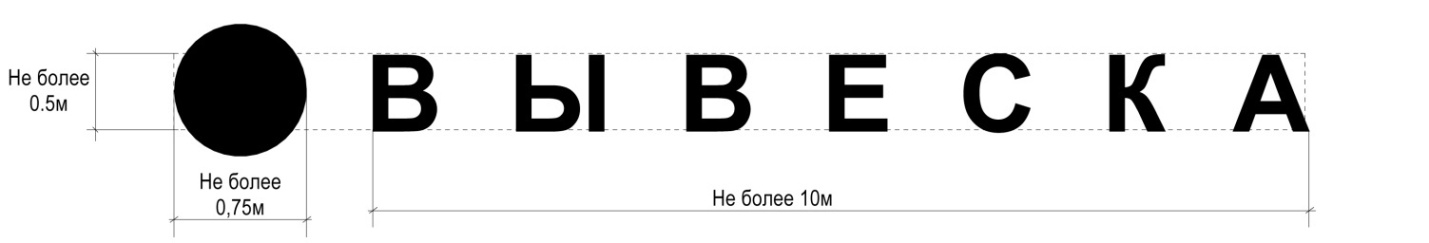 Не более
0.5м
В Ы В Е С К А
Не более
0,75м
Не более 10м